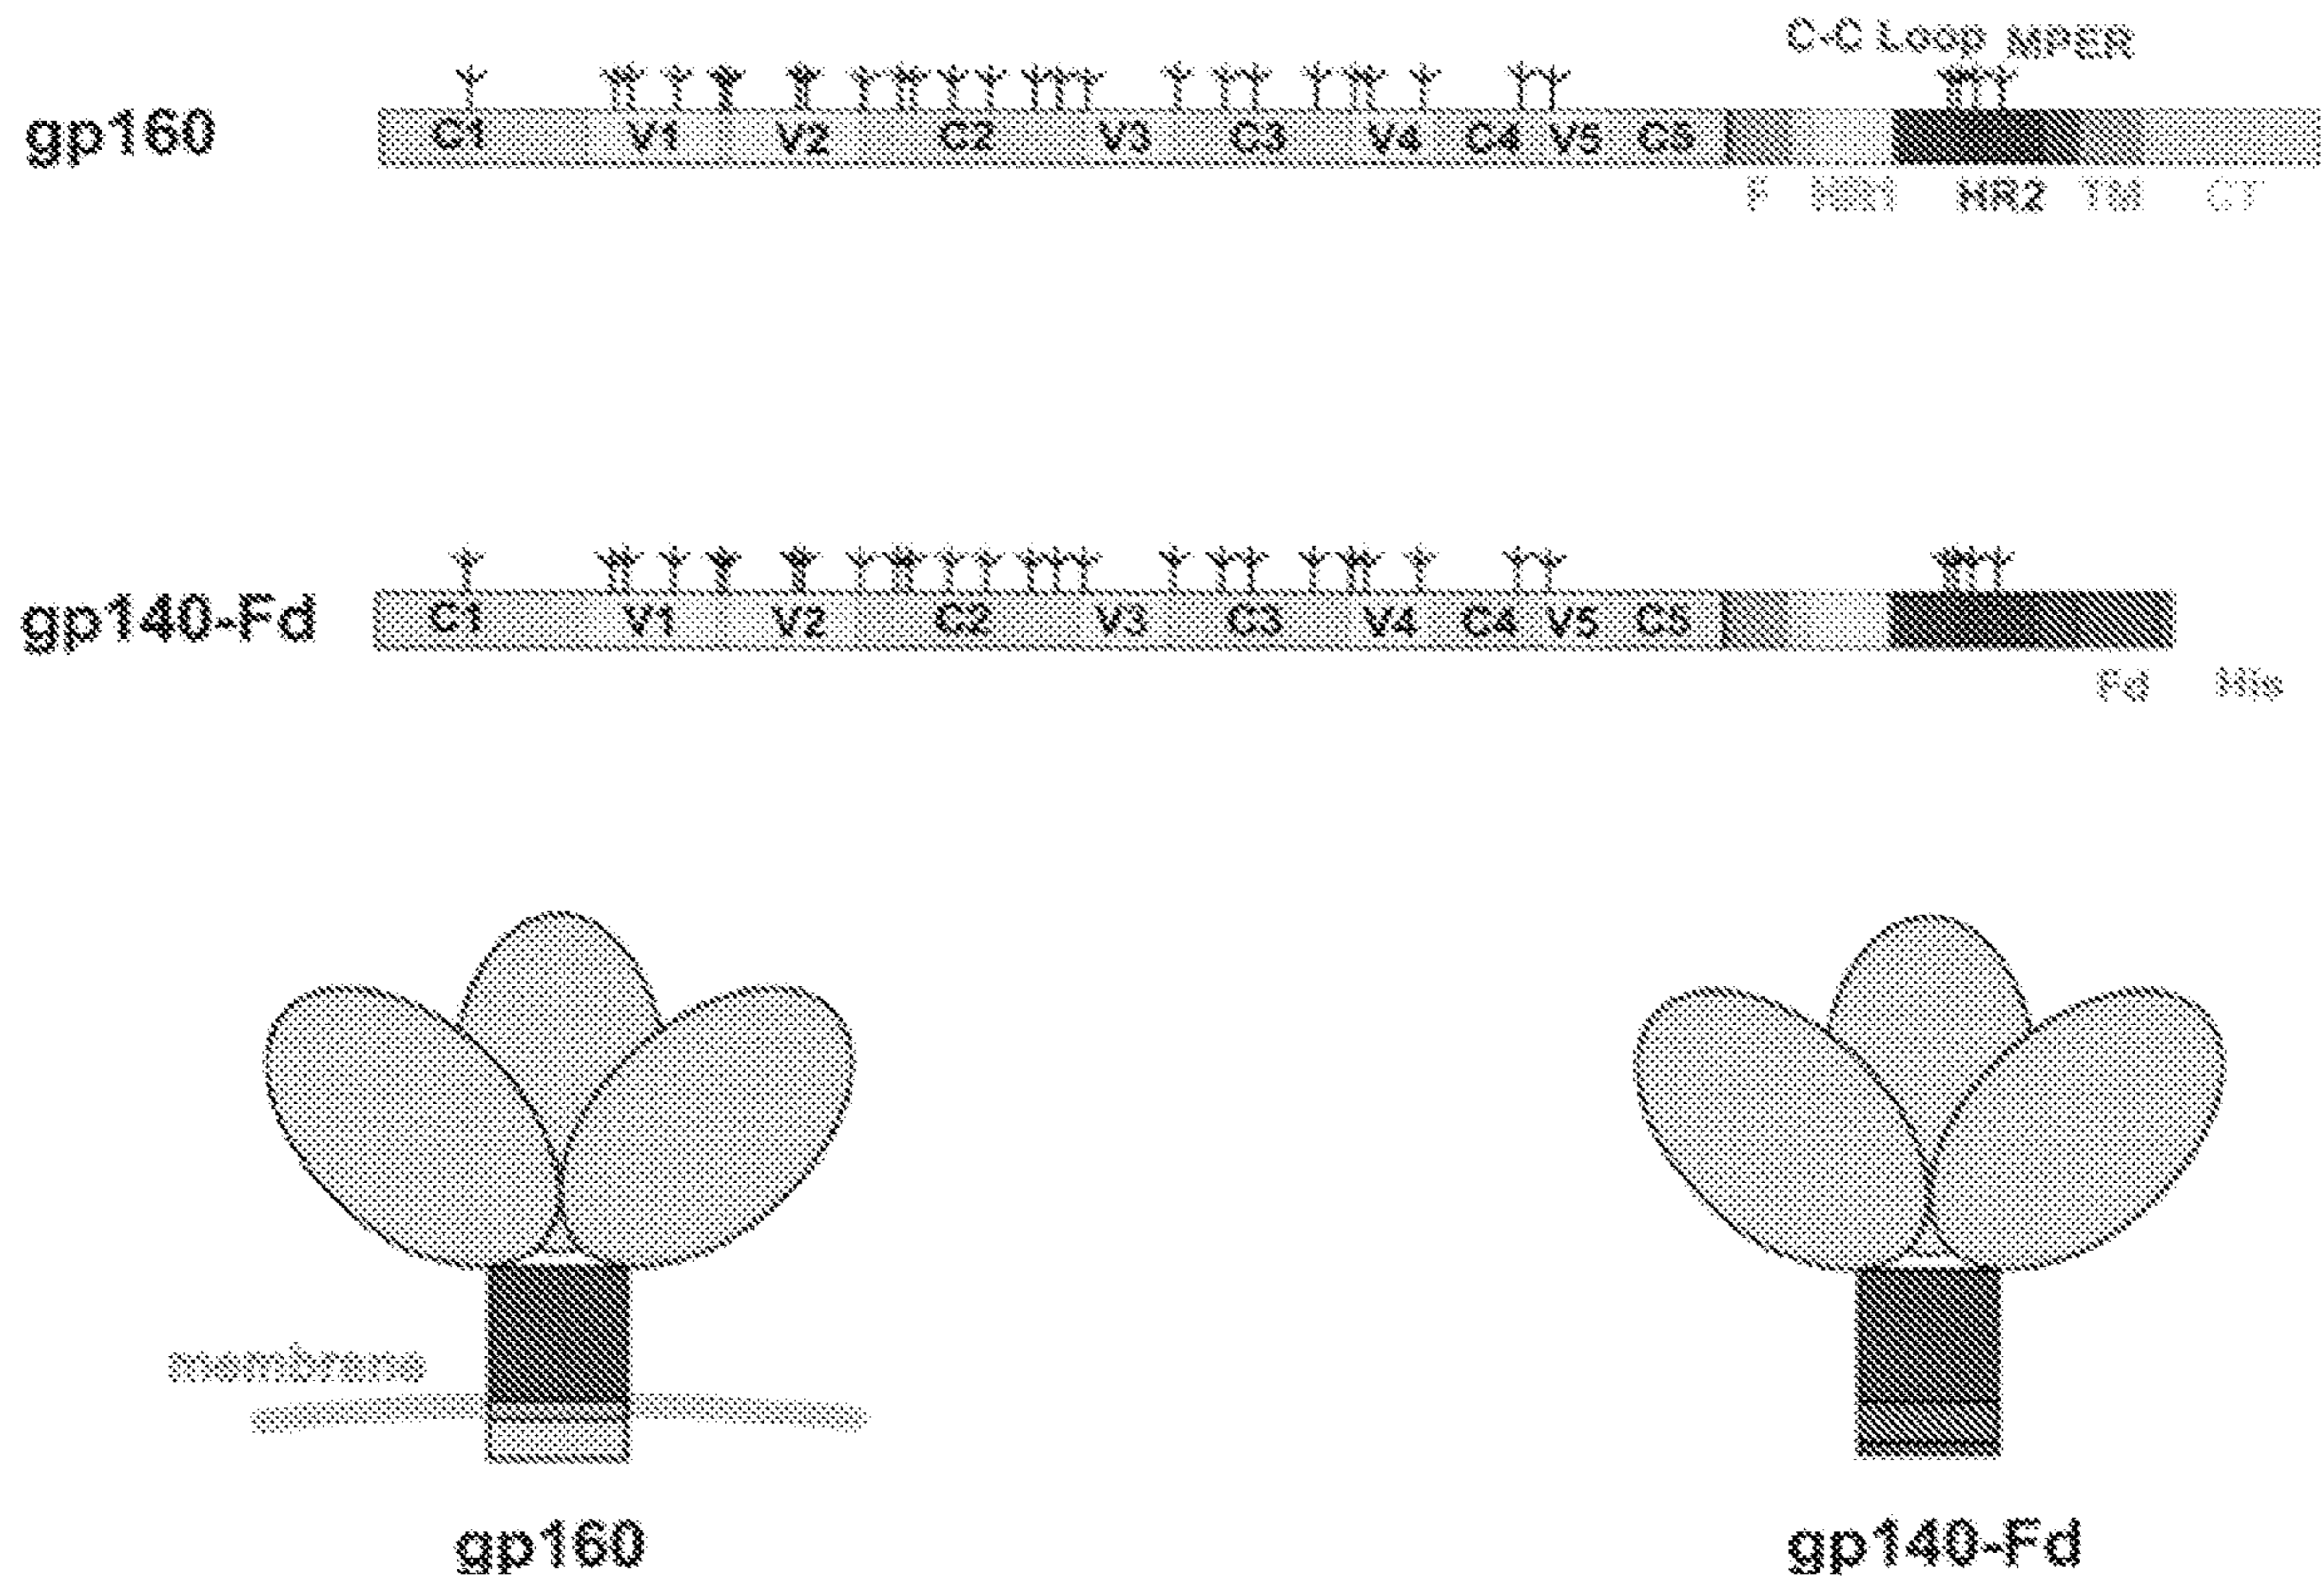 C-C Loop MPER
gp160
C1 V1 V2 C2 V3 C3 V4 C4 V5 C5
F HR1 HR2 TM CT
gp140-Fd
C1 V1 V2 C2 V3 C3 V4 C4 V5 C5
Fd His
membrane
gp160 gp140-Fd